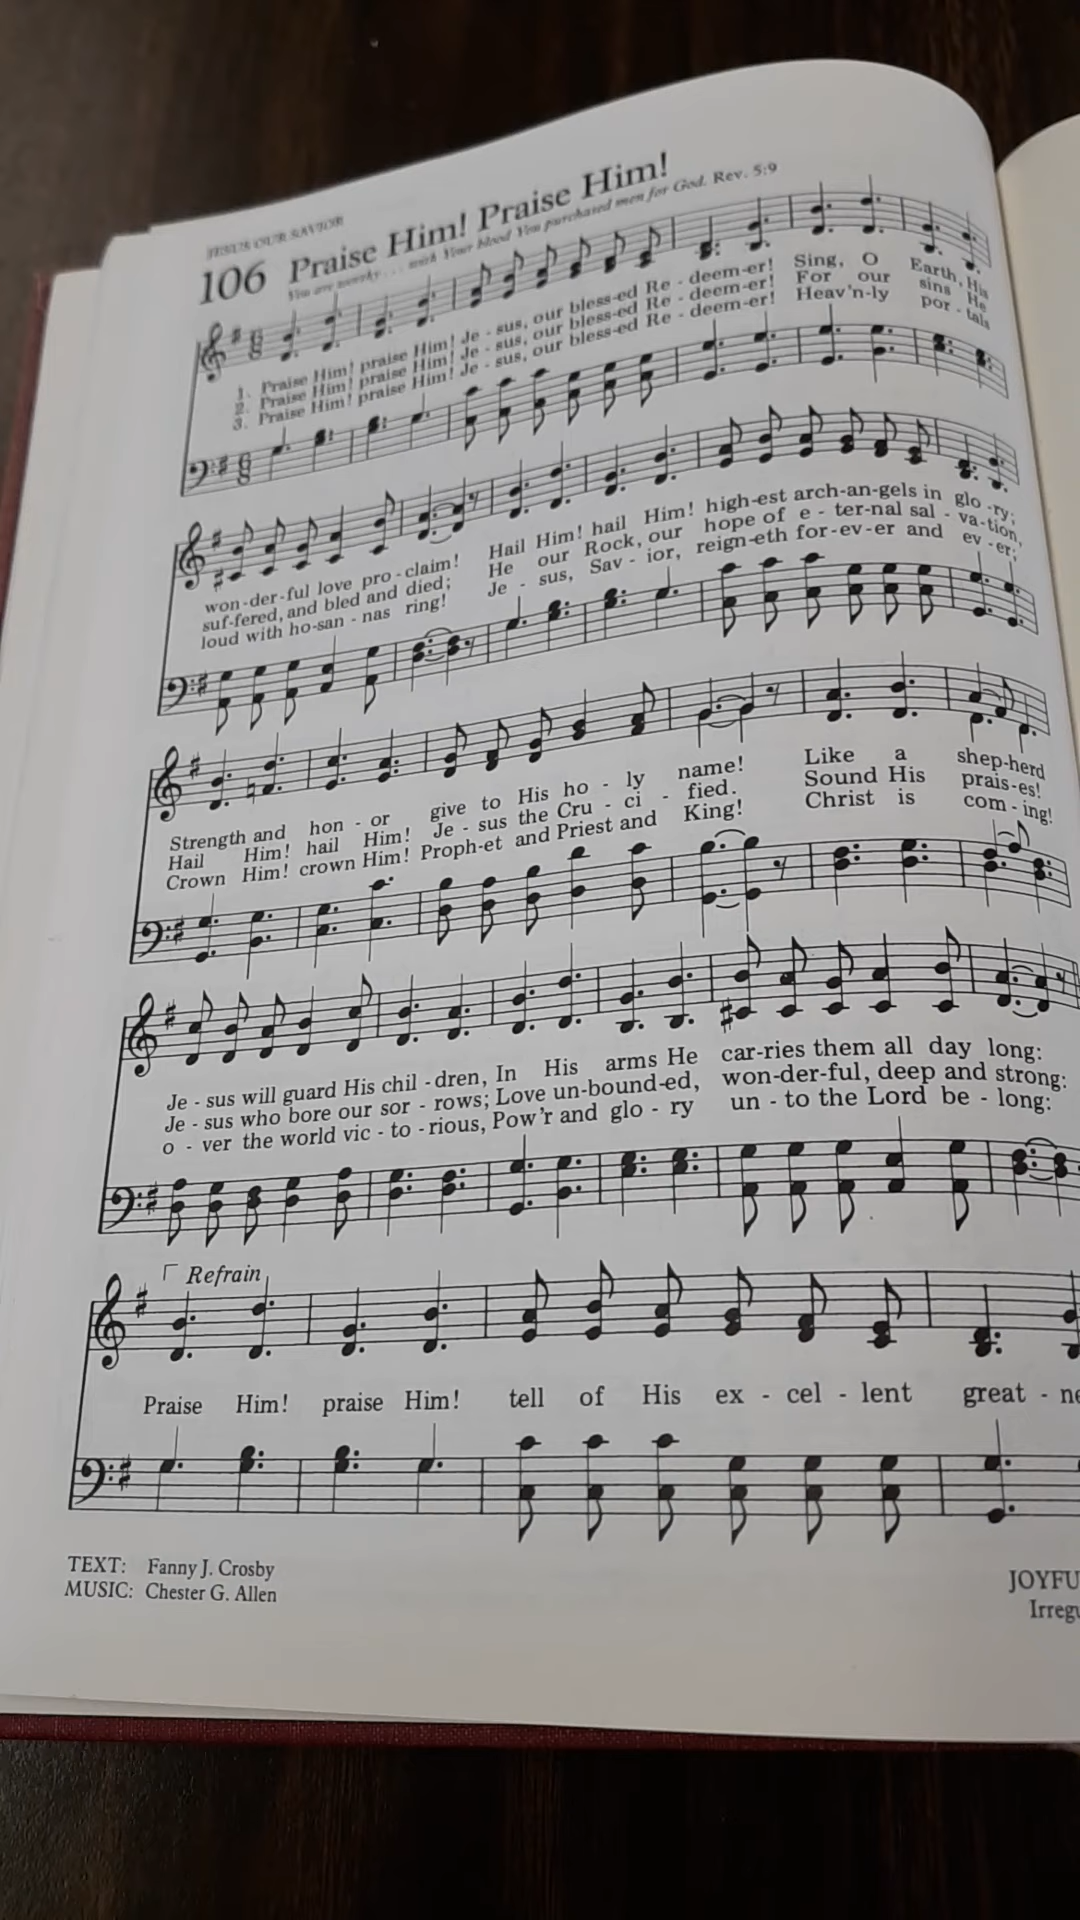 JESUS OUR SAVIOR
106 Praise Him! Praise Him!
You are worthy . . . with Your blood You purchased men for God. Rev. 5:9
1. Praise Him! praise Him! Je - sus, our bless-ed Re - deem-er! Sing, O Earth, His
2. Praise Him! praise Him! Je - sus, our bless-ed Re - deem-er! For our sins He
3. Praise Him! praise Him! Je - sus, our bless-ed Re - deem-er! Heav'n-ly por - tals
won-der-ful love pro-claim! Hail Him! hail Him! high-est arch-an-gels in glo - ry;
suf-fered, and bled and died; He our Rock, our hope of e - ter-nal sal - va-tion,
loud with ho-san - nas ring! Je - sus, Sav - ior, reign-eth for-ev-er and ev - er;
Strength and hon - or give to His ho - ly name! Like a shep-herd
Hail Him! hail Him! Je - sus the Cru - ci - fied. Sound His prais-es!
Crown Him! crown Him! Proph-et and Priest and King! Christ is com - ing!
Je - sus will guard His chil - dren, In His arms He car-ries them all day long:
Je - sus who bore our sor - rows; Love un-bound-ed, won-der-ful, deep and strong:
o - ver the world vic - to - rious, Pow'r and glo - ry un - to the Lord be - long:
Refrain
Praise Him! praise Him! tell of His ex - cel - lent great - ne
TEXT: Fanny J. Crosby
MUSIC: Chester G. Allen
JOYFU
Irregu